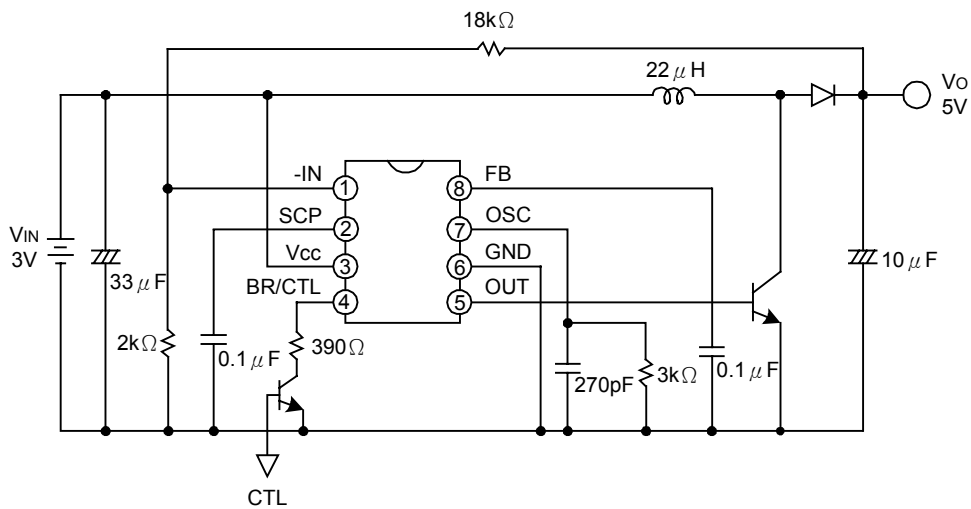 18kΩ
22μH
VO
5V
-IN
1
8
FB
SCP
2
7
OSC
VIN
3V
33μF
Vcc
3
6
GND
10μF
BR/CTL
4
5
OUT
2kΩ
0.1μF
390Ω
270pF
3kΩ
0.1μF
CTL